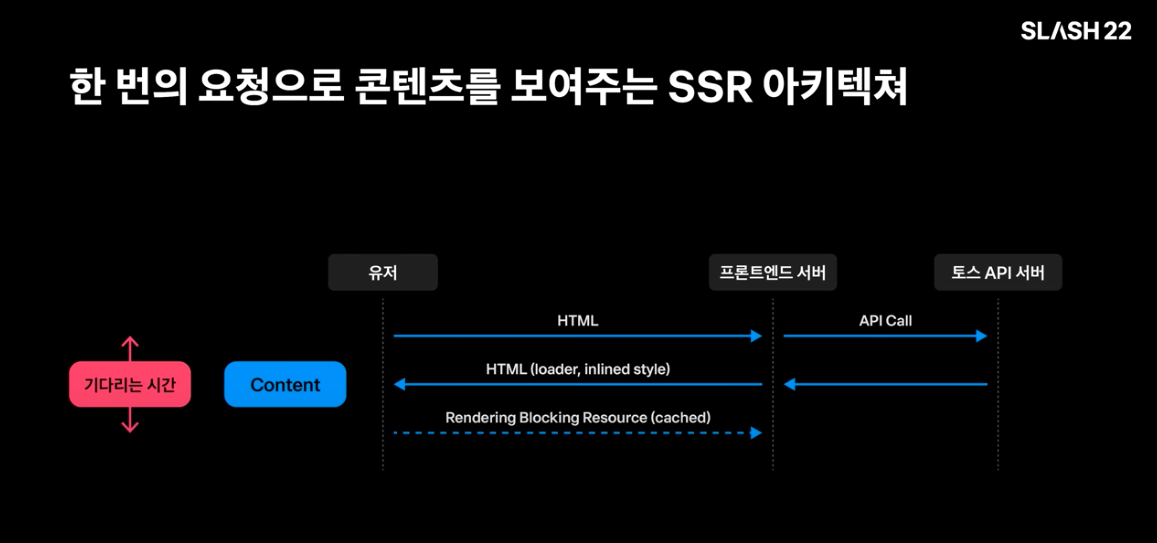 SLASH 22
한 번의 요청으로 콘텐츠를 보여주는 SSR 아키텍쳐
유저
프론트엔드 서버
토스 API 서버
HTML
API Call
기다리는 시간
Content
HTML (loader, inlined style)
Rendering Blocking Resource (cached)